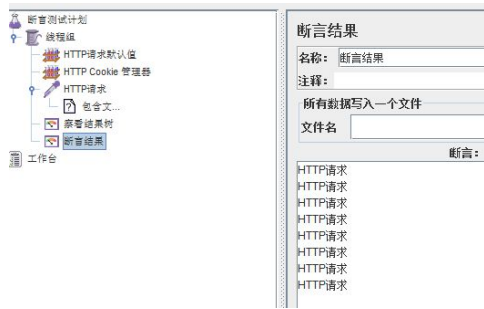 断言测试计划
线程组
HTTP请求默认值
HTTP Cookie 管理器
HTTP请求
包含文...
察看结果树
断言结果
工作台
断言结果
名称： 断言结果
注释：
所有数据写入一个文件
文件名
断言：
HTTP请求
HTTP请求
HTTP请求
HTTP请求
HTTP请求
HTTP请求
HTTP请求
HTTP请求